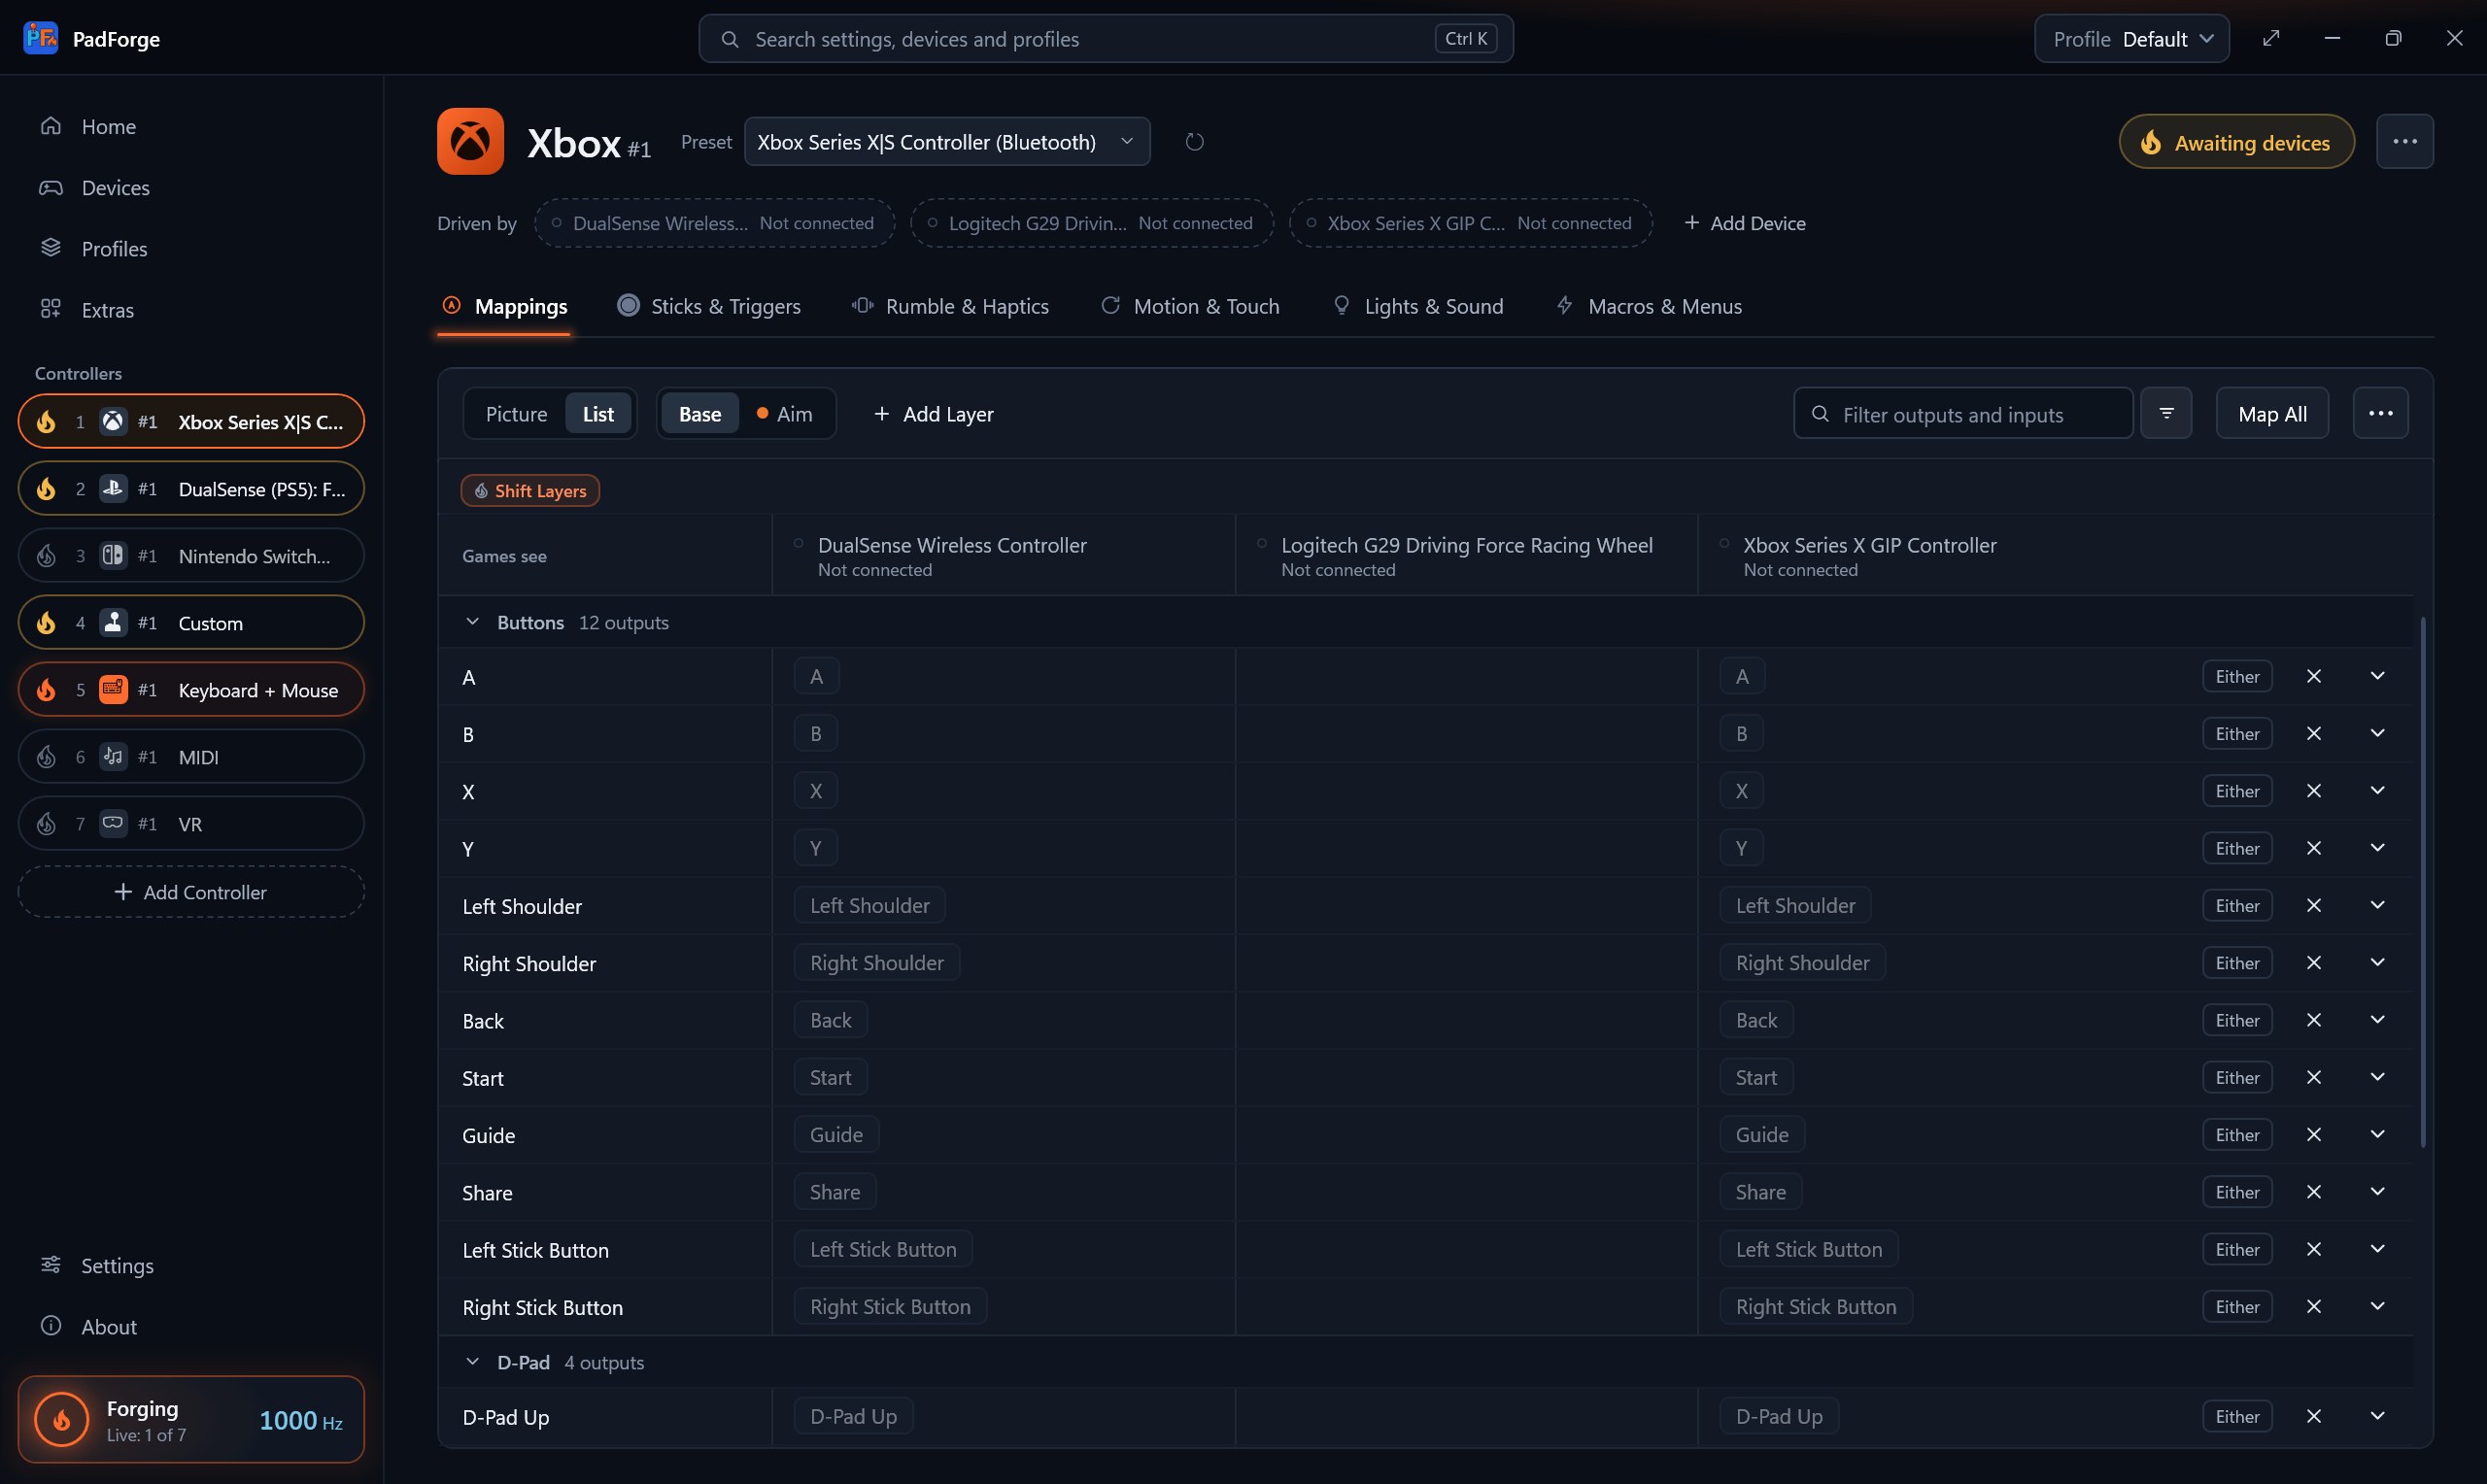 PadForge
Search settings, devices and profiles
Ctrl K
Profile Default
Home
Devices
Profiles
Extras
Controllers
1 #1 Xbox Series X|S C...
2 #1 DualSense (PS5): F...
3 #1 Nintendo Switch...
4 #1 Custom
5 #1 Keyboard + Mouse
6 #1 MIDI
7 #1 VR
+ Add Controller
Settings
About
Forging
Live: 1 of 7
1000 Hz
Xbox #1
Preset
Xbox Series X|S Controller (Bluetooth)
Awaiting devices
Driven by
DualSense Wireless... Not connected
Logitech G29 Drivin... Not connected
Xbox Series X GIP C... Not connected
+ Add Device
Mappings
Sticks & Triggers
Rumble & Haptics
Motion & Touch
Lights & Sound
Macros & Menus
Picture
List
Base
Aim
+ Add Layer
Filter outputs and inputs
Map All
Shift Layers
Games see
DualSense Wireless Controller
Not connected
Logitech G29 Driving Force Racing Wheel
Not connected
Xbox Series X GIP Controller
Not connected
Buttons 12 outputs
A A A Either
B B B Either
X X X Either
Y Y Y Either
Left Shoulder Left Shoulder Left Shoulder Either
Right Shoulder Right Shoulder Right Shoulder Either
Back Back Back Either
Start Start Start Either
Guide Guide Guide Either
Share Share Share Either
Left Stick Button Left Stick Button Left Stick Button Either
Right Stick Button Right Stick Button Right Stick Button Either
D-Pad 4 outputs
D-Pad Up D-Pad Up D-Pad Up Either